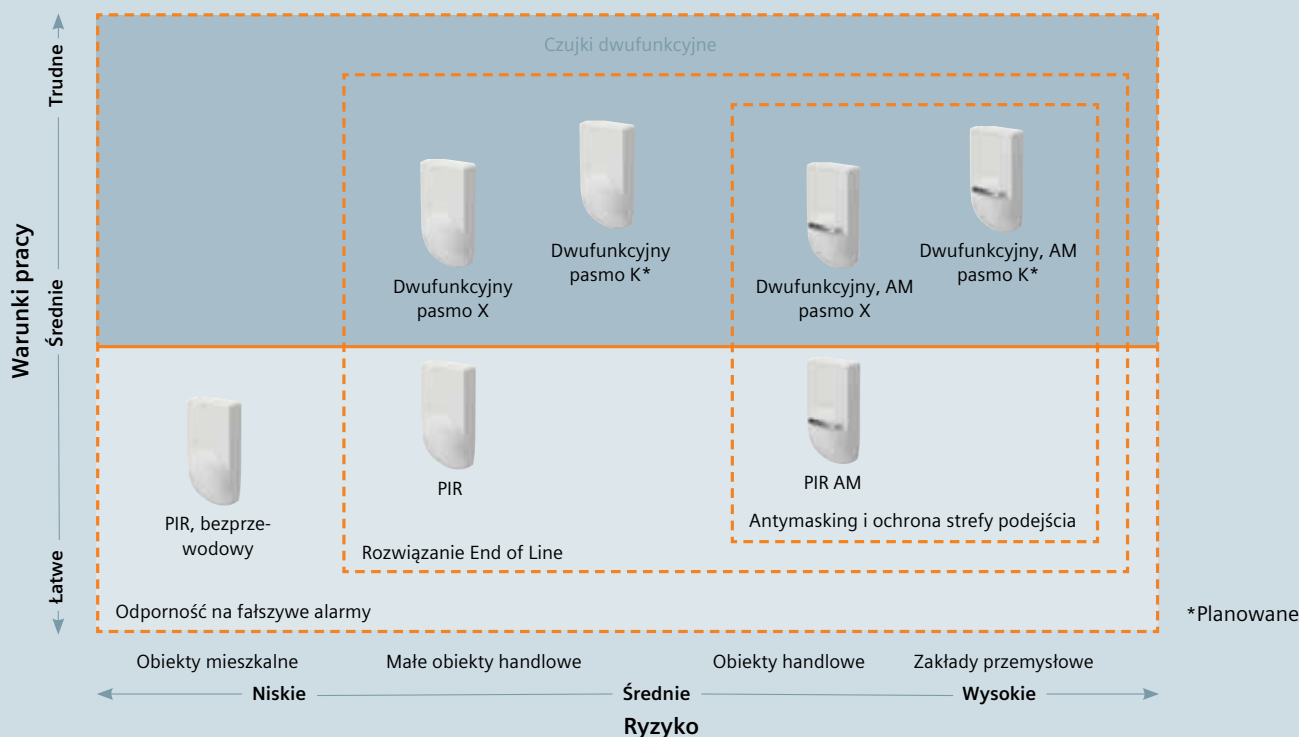 Czujki dwufunkcyjne
Trudne
Średnie
Łatwe
Warunki pracy
Dwufunkcyjny
pasmo X
Dwufunkcyjny
pasmo K*
Dwufunkcyjny, AM
pasmo X
Dwufunkcyjny, AM
pasmo K*
PIR, bezprze-
wodowy
PIR
PIR AM
Antymasking i ochrona strefy podejścia
Rozwiązanie End of Line
Odporność na fałszywe alarmy
*Planowane
Obiekty mieszkalne
Małe obiekty handlowe
Obiekty handlowe
Zakłady przemysłowe
Niskie
Średnie
Wysokie
Ryzyko